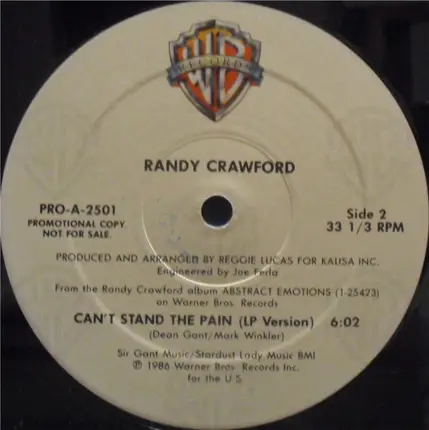 WB
RECORDS
RANDY CRAWFORD
PRO-A-2501
PROMOTIONAL COPY
NOT FOR SALE.
Side 2
33 1/3 RPM
PRODUCED AND ARRANGED BY REGGIE LUCAS FOR KALISA INC.
Engineered by Joe Ferla
From the Randy Crawford album ABSTRACT EMOTIONS (1-25423)
on Warner Bros. Records
CAN'T STAND THE PAIN (LP Version) 6:02
(Dean Gant/Mark Winkler)
Sir Gant Music/Stardust Lady Music BMI
℗ 1986 Warner Bros. Records Inc.
for the U S